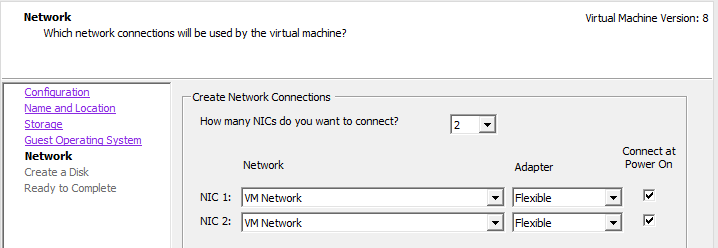 Network
Virtual Machine Version: 8
Which network connections will be used by the virtual machine?
Configuration
Name and Location
Storage
Guest Operating System
Network
Create a Disk
Ready to Complete
Create Network Connections
How many NICs do you want to connect? 2
Network Adapter Connect at Power On
NIC 1: VM Network Flexible
NIC 2: VM Network Flexible